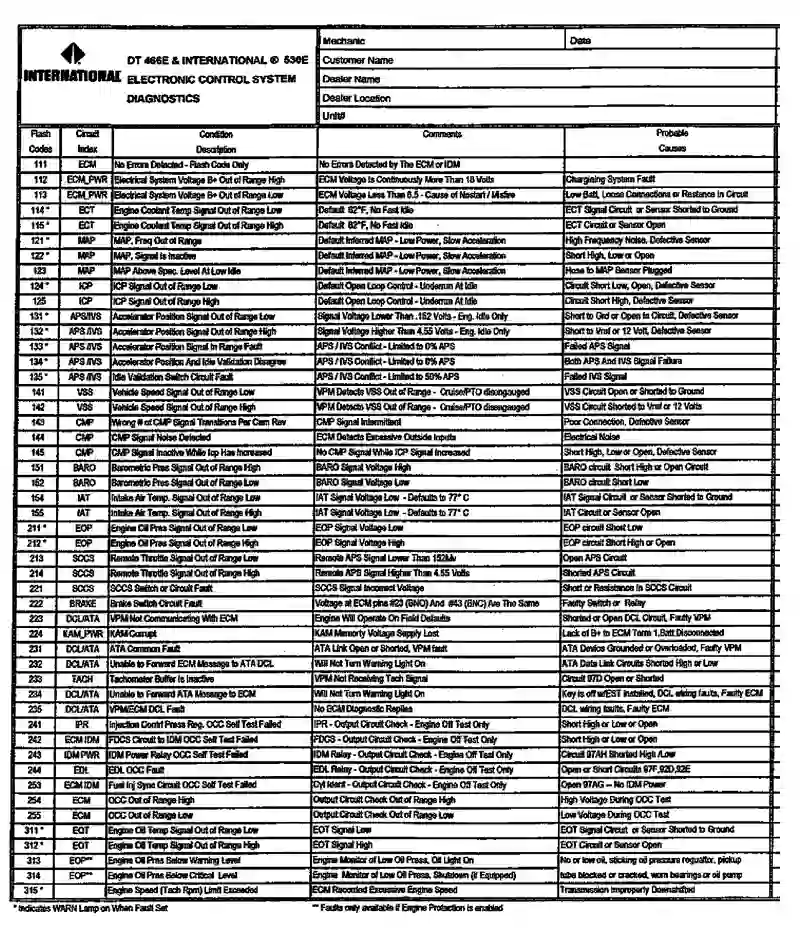 INTERNATIONAL
DT 466E & INTERNATIONAL ® 530E
ELECTRONIC CONTROL SYSTEM
DIAGNOSTICS
Mechanic Date
Customer Name
Dealer Name
Dealer Location
Unit#
Flash Codes Circuit Index Condition Description Comments Probable Causes
111 ECM No Errors Detected - Flash Code Only No Errors Detected by The ECM or IDM
112 ECM_PWR Electrical System Voltage B+ Out of Range High ECM Voltage Is Continuously More Than 18 Volts Chargieing System Fault
113 ECM_PWR Electrical System Voltage B+ Out of Range Low ECM Voltage Less Than 6.5 - Cause of Nostart / Misfire Low Batt, Loose Connections or Restance In Circuit
114 * ECT Engine Coolant Temp Signal Out of Range Low Default 82°F, No Fast Idle ECT Signal Circuit or Sensor Shorted to Ground
115 * ECT Engine Coolant Temp Signal Out of Range High Default 82°F, No Fast Idle ECT Circuit or Sensor Open
121 * MAP MAP, Freq Out of Range Default Inferred MAP - Low Power, Slow Acceleration High Frequency Noise, Defective Sensor
122 * MAP MAP, Signal is Inactive Default Inferred MAP - Low Power, Slow Acceleration Short High, Low or Open
123 MAP MAP Above Spec. Level At Low Idle Default Inferred MAP - Low Power, Slow Acceleration Hose to MAP Sensor Plugged
124 * ICP ICP Signal Out of Range Low Default Open Loop Control - Underrun At Idle Circuit Short Low, Open, Defective Sensor
125 ICP ICP Signal Out of Range High Default Open Loop Control - Underrun At Idle Circuit Short High, Defective Sensor
131 * APS/IVS Accelerator Position Signal Out of Range Low Signal Voltage Lower Than .152 Volts - Eng. Idle Only Short to Grd or Open in Circuit, Defective Sensor
132 * APS/IVS Accelerator Position Signal Out of Range High Signal Voltage Higher Than 4.55 Volts - Eng. Idle Only Short to Vref or 12 Volt, Defective Sensor
133 * APS/IVS Accelerator Position Signal In Range Fault APS / IVS Conflict - Limited to 0% APS Failed APS Signal
134 * APS/IVS Accelerator Position And Idle Validation Disagree APS / IVS Conflict - Limited to 0% APS Both APS And IVS Signal Failure
135 * APS/IVS Idle Validation Switch Circuit Fault APS / IVS Conflict - Limited to 50% APS Failed IVS Signal
141 VSS Vehicle Speed Signal Out of Range Low VPM Detects VSS Out of Range - Cruise/PTO disengauged VSS Circuit Open or Shorted to Ground
142 VSS Vehicle Speed Signal Out of Range High VPM Detects VSS Out of Range - Cruise/PTO disengauged VSS Circuit Shorted to Vref or 12 Volts
143 CMP Wrong # of CMP Signal Transitions Per Cam Rev CMP Signal Intermittent Poor Connection, Defective Sensor
144 CMP CMP Signal Noise Detected ECM Detects Excessive Outside Inputs Electrical Noise
145 CMP CMP Signal Inactive While Icp Has Increased No CMP Signal While ICP Signal Increased Short High, Low or Open, Defective Sensor
151 BARO Barometric Pres Signal Out of Range High BARO Signal Voltage High BARO circuit Short High or Open Circuit
152 BARO Barometric Pres Signal Out of Range Low BARO Signal Voltage Low BARO circuit Short Low
154 IAT Intake Air Temp. Signal Out of Range Low IAT Signal Voltage Low - Defaults to 77° C IAT Signal Circuit or Sensor Shorted to Ground
155 IAT Intake Air Temp. Signal Out of Range High IAT Signal Voltage Low - Defaults to 77° C IAT Circuit or Sensor Open
211 * EOP Engine Oil Pres Signal Out of Range Low EOP Signal Voltage Low EOP circuit Short Low
212 * EOP Engine Oil Pres Signal Out of Range High EOP Signal Voltage High EOP circuit Short High or Open
213 SCCS Remote Throttle Signal Out of Range Low Remote APS Signal Lower Than 152Mv Open APS Circuit
214 SCCS Remote Throttle Signal Out of Range High Remote APS Signal Higher Than 4.55 Volts Shorted APS Circuit
221 SCCS SCCS Switch or Circuit Fault SCCS Signal Incorrect Voltage Short or Resistance In SCCS Circuit
222 BRAKE Brake Switch Circuit Fault Voltage at ECM pins #23 (BNO) And #43 (BNC) Are The Same Faulty Switch or Relay
223 DCL/ATA VPM Not Communicating With ECM Engine Will Operate On Field Defaults Shorted or Open DCL Circuit, Faulty VPM
224 KAM_PWR KAM Corrupt KAM Memorty Voltage Supply Lost Lack of B+ to ECM Term 1,Batt Disconnected
231 DCL/ATA ATA Common Fault ATA Link Open or Shorted, VPM fault ATA Device Grounded or Overloaded, Faulty VPM
232 DCL/ATA Unable to Forward ECM Message to ATA DCL Will Not Turn Warning Light On ATA Data Link Circuits Shorted High or Low
233 TACH Tachometer Buffer Is Inactive VPM Not Receiving Tach Signal Circuit 97D Open or Shorted
234 DCL/ATA Unable to Forward ATA Message to ECM Will Not Turn Warning Light On Key is off w/EST installed, DCL wiring faults, Faulty ECM
235 DCL/ATA VPM/ECM DCL Fault No ECM Diagnostic Replies DCL wiring faults, Faulty ECM
241 IPR Injection Contrl Press Reg. OCC Self Test Failed IPR - Output Circuit Check - Engine Off Test Only Short High or Low or Open
242 ECM IDM FDCS Circuit to IDM OCC Self Test Failed FDCS - Output Circuit Check - Engine Off Test Only Short High or Low or Open
243 IDM PWR IDM Power Relay OCC Self Test Failed IDM Relay - Output Circuit Check - Engine Off Test Only Circuit 97AH Shorted High /Low
244 EDL EDL OCC Fault EDL Relay - Output Circuit Check - Engine Off Test Only Open or Short Circuits 97F,92D,92E
253 ECM IDM Fuel Inj Sync Circuit OCC Self Test Failed Cyl Ident - Output Circuit Check - Engine Off Test Only Open 97AG -- No IDM Power
254 ECM OCC Out of Range High Output Circuit Check Out of Range High High Voltage During OCC Test
255 ECM OCC Out of Range Low Output Circuit Check Out of Range Low Low Voltage During OCC Test
311 * EOT Engine Oil Temp Signal Out of Range Low EOT Signal Low EOT Signal Circuit or Sensor Shorted to Ground
312 * EOT Engine Oil Temp Signal Out of Range High EOT Signal High EOT Circuit or Sensor Open
313 EOP** Engine Oil Pres Below Warning Level Engine Monitor of Low Oil Press, Oil Light On No or low oil, sticking oil pressure regualtor, pickup
314 EOP** Engine Oil Pres Below Critical Level Engine Monitor of Low Oil Press, Shutdown (if Equipped) tube blocked or cracked, worn bearings or oil pump
315 * Engine Speed (Tach Rpm) Limit Exceeded ECM Recorded Excessive Engine Speed Transmission Improperly Downshifted
* Indicates WARN Lamp on When Fault Set ** Faults only available if Engine Protection is enabled